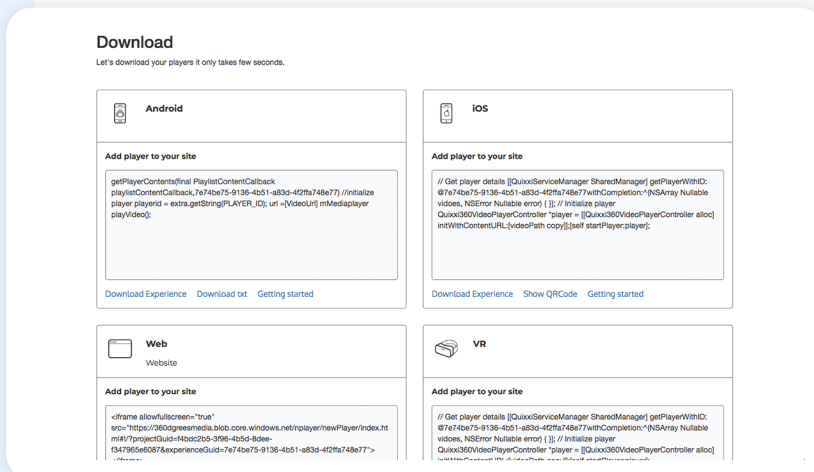 Download
Let's download your players it only takes few seconds.
Android
Add player to your site
getPlayerContents(final PlaylistContentCallback
playlistContentCallback,7e74be75-9136-4b51-a83d-4f2ffa748e77) //initialize
player playerid = extra.getString(PLAYER_ID); url =[VideoUrl] mMediaplayer
playVideo();
Download Experience Download txt Getting started
iOS
Add player to your site
// Get player details [[QuixxiServiceManager SharedManager] getPlayerWithID:
@7e74be75-9136-4b51-a83d-4f2ffa748e77withCompletion:^(NSArray Nullable
vidoes, NSError Nullable error) { }]; // Initialize player
Quixxi360VideoPlayerController *player = [[Quixxi360VideoPlayerController alloc]
initWithContentURL:[videoPath copy]];[self startPlayer:player];
Download Experience Show QRCode Getting started
Web
Website
Add player to your site
<iframe allowfullscreen="true"
src="https://360dgreesmedia.blob.core.windows.net/nplayer/newPlayer/index.ht
ml#!/?projectGuid=f4bdc2b5-3f96-4b5d-8dee-
f347965e6087&experienceGuid=7e74be75-9136-4b51-a83d-4f2ffa748e77">
</iframe>
VR
Add player to your site
// Get player details [[QuixxiServiceManager SharedManager] getPlayerWithID:
@7e74be75-9136-4b51-a83d-4f2ffa748e77withCompletion:^(NSArray Nullable
vidoes, NSError Nullable error) { }]; // Initialize player
Quixxi360VideoPlayerController *player = [[Quixxi360VideoPlayerController alloc]
initWithContentURL:[videoPath copy]];[self startPlayer:player];